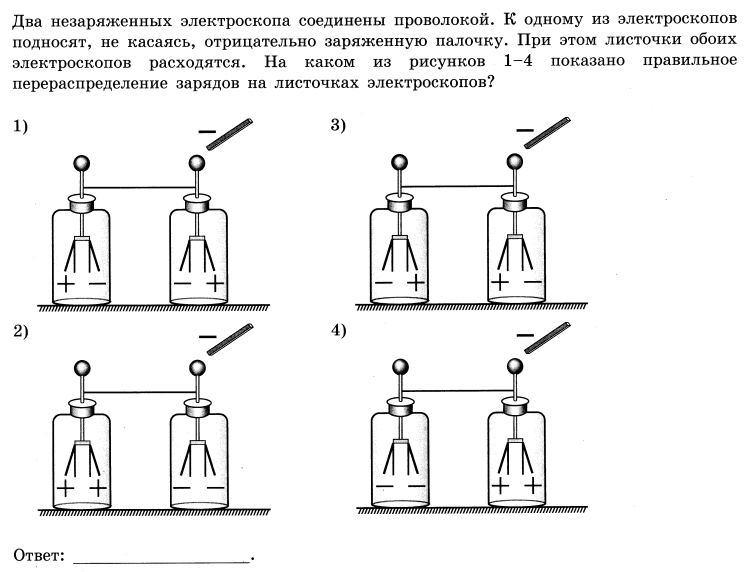 Два незаряженных электроскопа соединены проволокой. К одному из электроскопов
подносят, не касаясь, отрицательно заряженную палочку. При этом листочки обоих
электроскопов расходятся. На каком из рисунков 1–4 показано правильное
перераспределение зарядов на листочках электроскопов?
1)
–
+ – – +
3)
–
– + + –
2)
–
+ + – –
4)
–
– – + +
Ответ: ____________________.